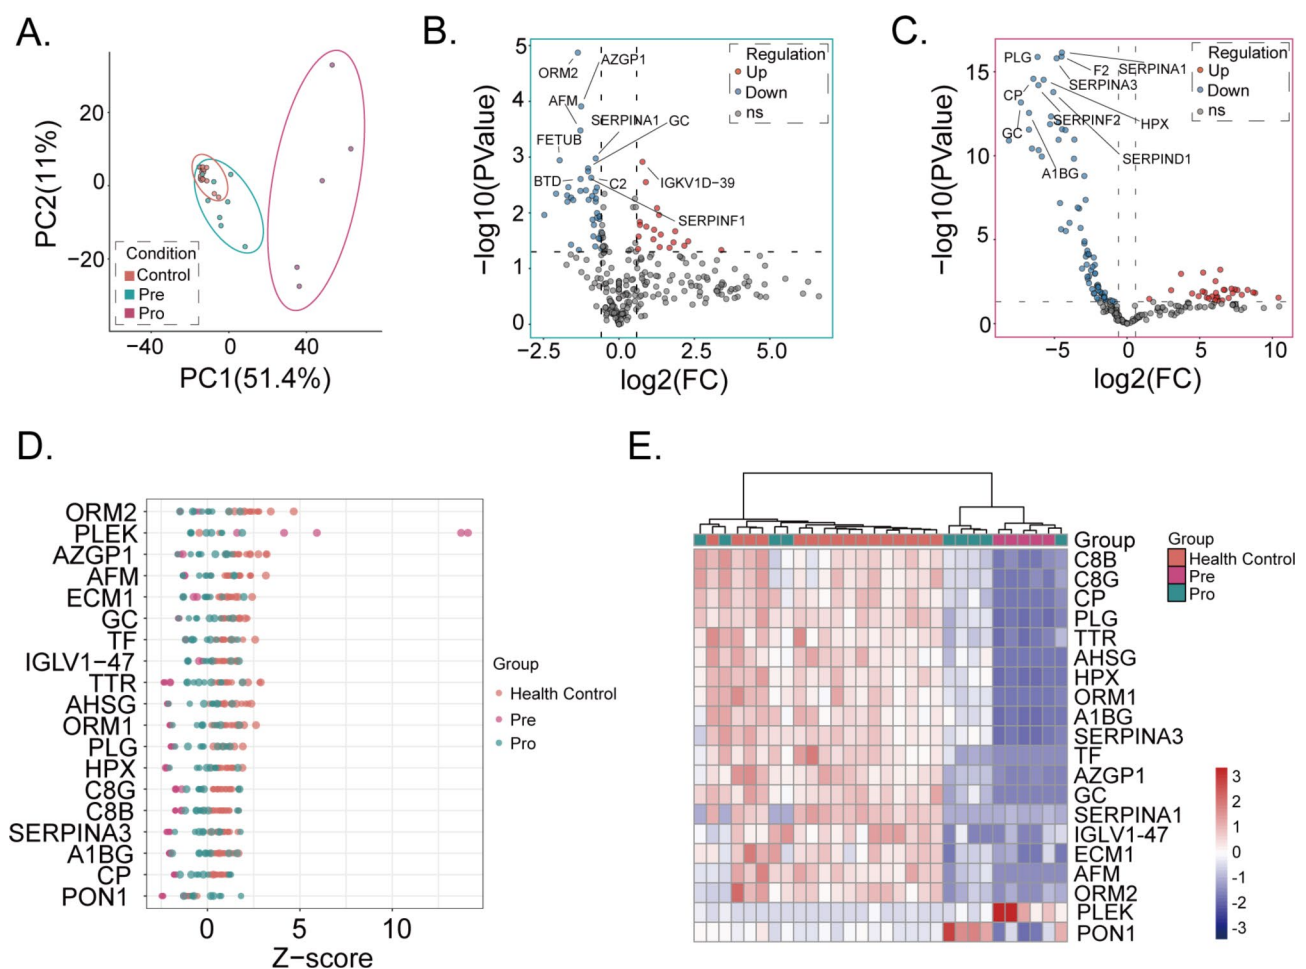 A.
PC2(11%)
20
0
−20
Condition
Control
Pre
Pro
−40
0
40
PC1(51.4%)
B.
−log10(PValue)
5
4
3
2
1
0
Regulation
Up
Down
ns
ORM2
AZGP1
AFM
SERPINA1
GC
FETUB
BTD
C2
IGKV1D−39
SERPINF1
−2.5
0.0
2.5
5.0
log2(FC)
C.
−log10(PValue)
15
10
5
0
Regulation
Up
Down
ns
PLG
F2
SERPINA1
SERPINA3
CP
SERPINF2
HPX
GC
SERPIND1
A1BG
−5
0
5
10
log2(FC)
D.
ORM2
PLEK
AZGP1
AFM
ECM1
GC
TF
IGLV1−47
TTR
AHSG
ORM1
PLG
HPX
C8G
C8B
SERPINA3
A1BG
CP
PON1
0
5
10
Z−score
Group
Health Control
Pre
Pro
E.
Group
C8B
C8G
CP
PLG
TTR
AHSG
HPX
ORM1
A1BG
SERPINA3
TF
AZGP1
GC
SERPINA1
IGLV1-47
ECM1
AFM
ORM2
PLEK
PON1
Group
Health Control
Pre
Pro
3
2
1
0
-1
-2
-3